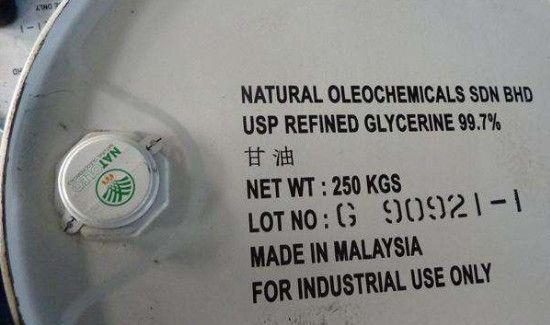 NATURAL OLEOCHEMICALS SDN BHD
USP REFINED GLYCERINE 99.7%
甘油
NET WT : 250 KGS
LOT NO : G 90921-1
MADE IN MALAYSIA
FOR INDUSTRIAL USE ONLY